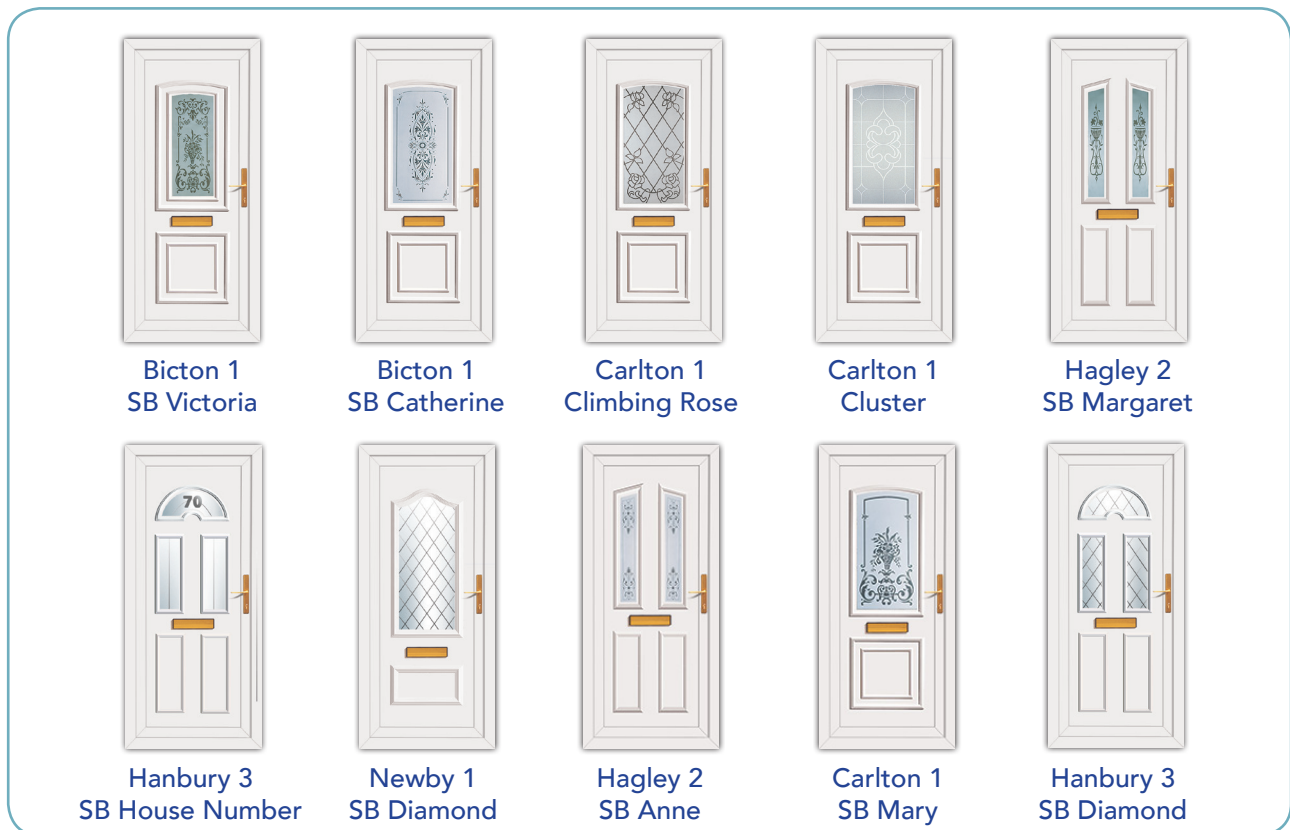 Bicton 1
SB Victoria
Bicton 1
SB Catherine
Carlton 1
Climbing Rose
Carlton 1
Cluster
Hagley 2
SB Margaret
70
Hanbury 3
SB House Number
Newby 1
SB Diamond
Hagley 2
SB Anne
Carlton 1
SB Mary
Hanbury 3
SB Diamond